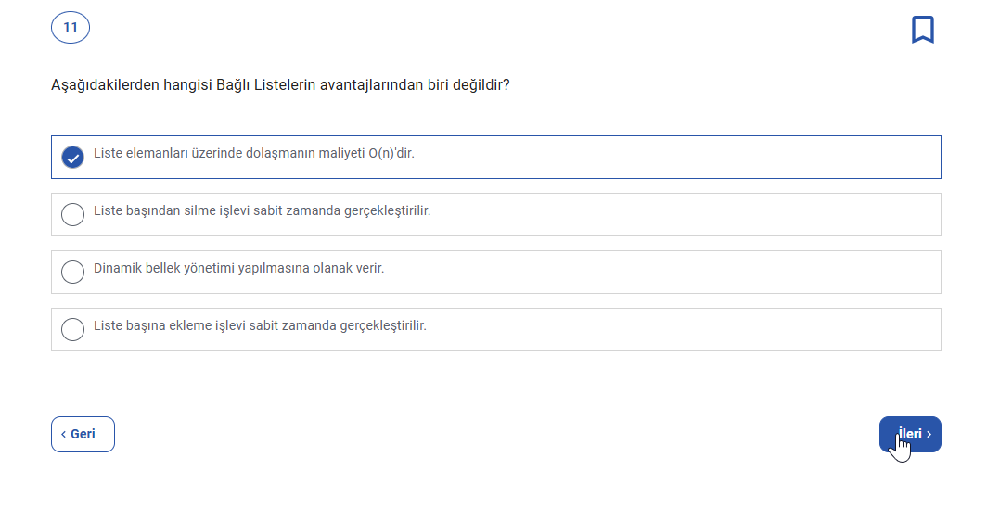 11
Aşağıdakilerden hangisi Bağlı Listelerin avantajlarından biri değildir?
Liste elemanları üzerinde dolaşmanın maliyeti O(n)'dir.
Liste başından silme işlevi sabit zamanda gerçekleştirilir.
Dinamik bellek yönetimi yapılmasına olanak verir.
Liste başına ekleme işlevi sabit zamanda gerçekleştirilir.
‹ Geri
İleri ›